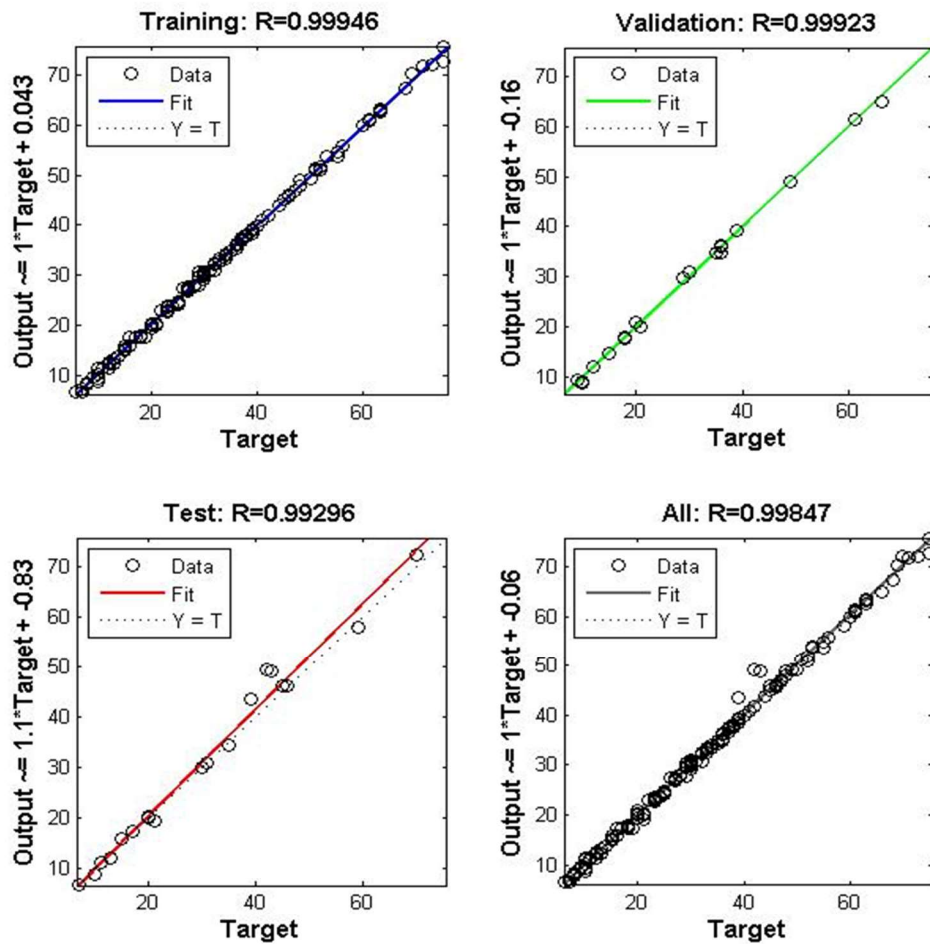 Training: R=0.99946
Output ~= 1*Target + 0.043
Data
Fit
Y = T
70
60
50
40
30
20
10
20
40
60
Target
Validation: R=0.99923
Output ~= 1*Target + -0.16
Data
Fit
Y = T
70
60
50
40
30
20
10
20
40
60
Target
Test: R=0.99296
Output ~= 1.1*Target + -0.83
Data
Fit
Y = T
70
60
50
40
30
20
10
20
40
60
Target
All: R=0.99847
Output ~= 1*Target + -0.06
Data
Fit
Y = T
70
60
50
40
30
20
10
20
40
60
Target